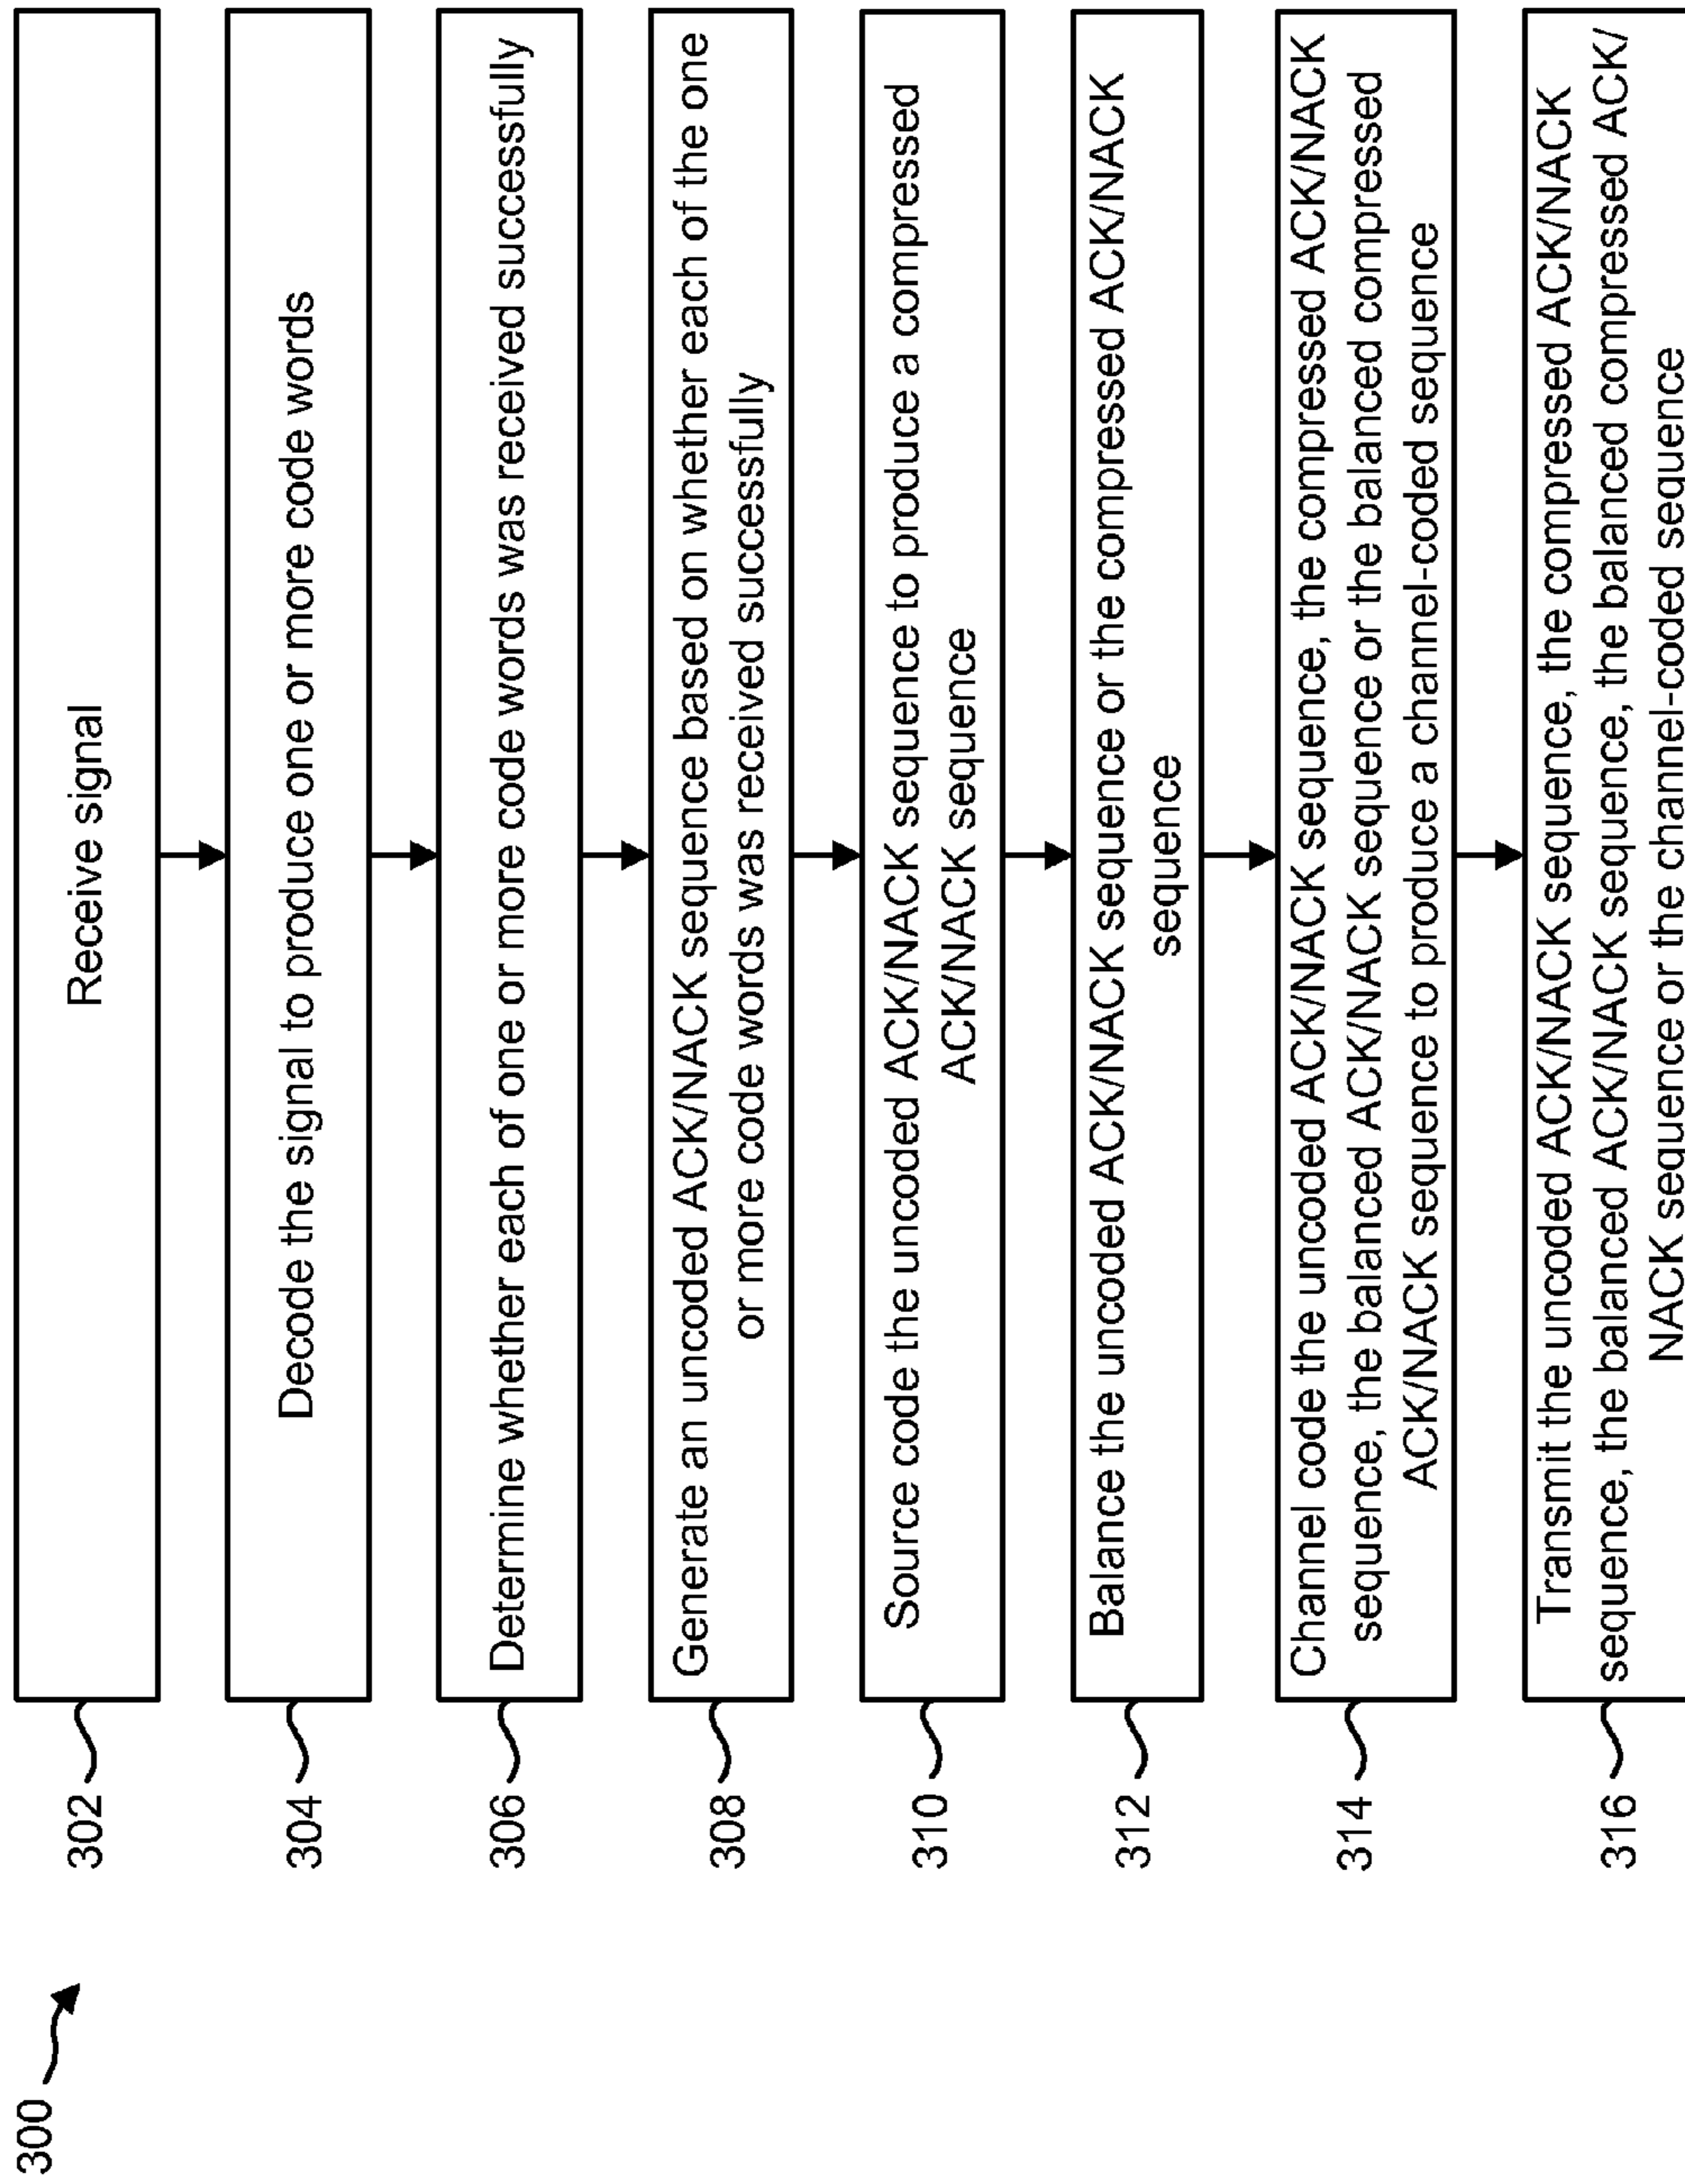 300
302
Receive signal
304
Decode the signal to produce one or more code words
306
Determine whether each of one or more code words was received successfully
308
Generate an uncoded ACK/NACK sequence based on whether each of the one
or more code words was received successfully
310
Source code the uncoded ACK/NACK sequence to produce a compressed
ACK/NACK sequence
312
Balance the uncoded ACK/NACK sequence or the compressed ACK/NACK
sequence
314
Channel code the uncoded ACK/NACK sequence, the compressed ACK/NACK
sequence, the balanced ACK/NACK sequence or the balanced compressed
ACK/NACK sequence to produce a channel-coded sequence
316
Transmit the uncoded ACK/NACK sequence, the compressed ACK/NACK
sequence, the balanced ACK/NACK sequence, the balanced compressed ACK/
NACK sequence or the channel-coded sequence